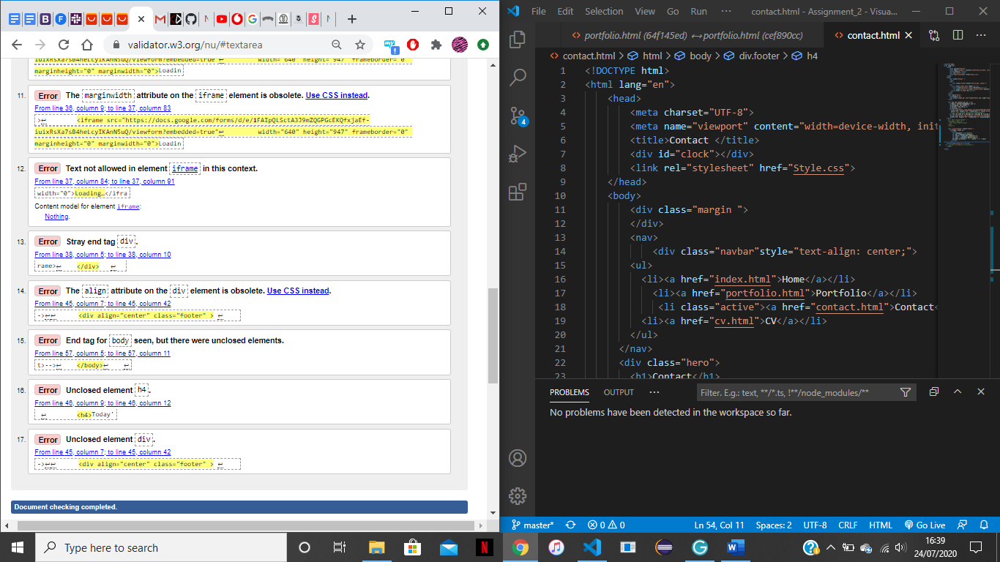 validator.w3.org/nu/#textarea
marginheight="0" marginwidth="0">Loadin
11. Error The marginwidth attribute on the iframe element is obsolete. Use CSS instead.
From line 36, column 9; to line 37, column 83
>↩ <iframe src="https://docs.google.com/forms/d/e/1FAIpQLSctA3J9mZQGPGcEKQfxjaEf-
iuixRsXa7sB4heLcyIKAnN5uQ/viewform?embedded=true"↩ width="640" height="947" frameborder="0"
marginheight="0" marginwidth="0">Loadin
12. Error Text not allowed in element iframe in this context.
From line 37, column 84; to line 37, column 91
width="0">Loading…</ifra
Content model for element iframe:
Nothing.
13. Error Stray end tag div.
From line 38, column 5; to line 38, column 10
rame>↩ </div> ↩
14. Error The align attribute on the div element is obsolete. Use CSS instead.
From line 45, column 7; to line 45, column 42
->↩↩ <div align="center" class="footer" > ↩
15. Error End tag for body seen, but there were unclosed elements.
From line 57, column 5; to line 57, column 11
t>-->↩ </body>↩ ↩
16. Error Unclosed element h4.
From line 46, column 9; to line 46, column 12
↩ <h4>Today'
17. Error Unclosed element div.
From line 45, column 7; to line 45, column 42
->↩↩ <div align="center" class="footer" > ↩
Document checking completed.
File Edit Selection View Go Run ··· contact.html - Assignment_2 - Visua...
portfolio.html (64f145ed) ↔ portfolio.html (cef890cc) contact.html
contact.html > html > body > div.footer > h4
1 <!DOCTYPE html>
2 <html lang="en">
3 <head>
4 <meta charset="UTF-8">
5 <meta name="viewport" content="width=device-width, init
6 <title>Contact </title>
7 <div id="clock"></div>
8 <link rel="stylesheet" href="Style.css">
9 </head>
10 <body>
11 <div class="margin ">
12 </div>
13 <nav>
14 <div class="navbar"style="text-align: center;">
15 <ul>
16 <li><a href="index.html">Home</a></li>
17 <li><a href="portfolio.html">Portfolio</a></li>
18 <li class="active"><a href="contact.html">Contact<
19 <li><a href="cv.html">CV</a></li>
20 </ul>
21 </nav>
22 <div class="hero">
23 <h1>Contact</h1>
4
PROBLEMS OUTPUT ··· Filter. E.g.: text, **/*.ts, !**/node_modules/**
No problems have been detected in the workspace so far.
master* 0 0 Ln 54, Col 11 Spaces: 2 UTF-8 CRLF HTML Go Live
Type here to search
16:39
24/07/2020